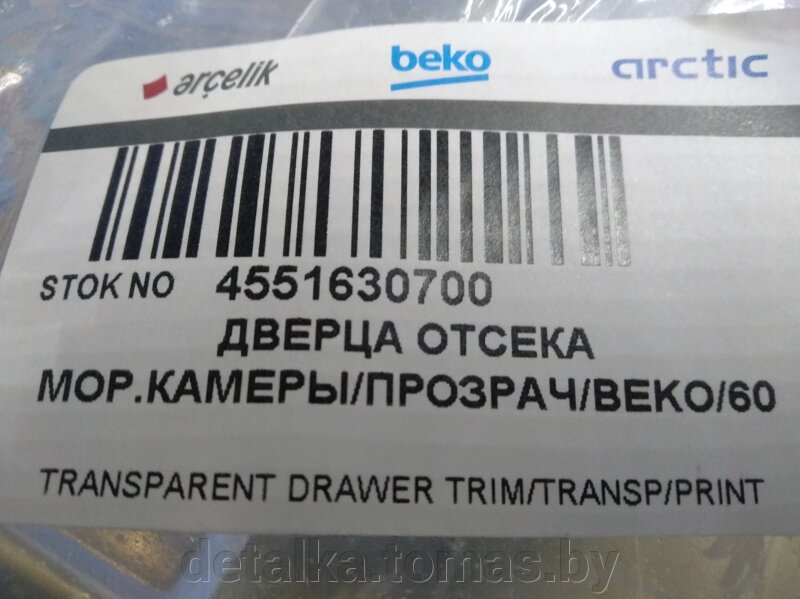 arçelik beko arctic
STOK NO 4551630700
ДВЕРЦА ОТСЕКА
МОР.КАМЕРЫ/ПРОЗРАЧ/BEKO/60
TRANSPARENT DRAWER TRIM/TRANSP/PRINT
detalka.tomas.by